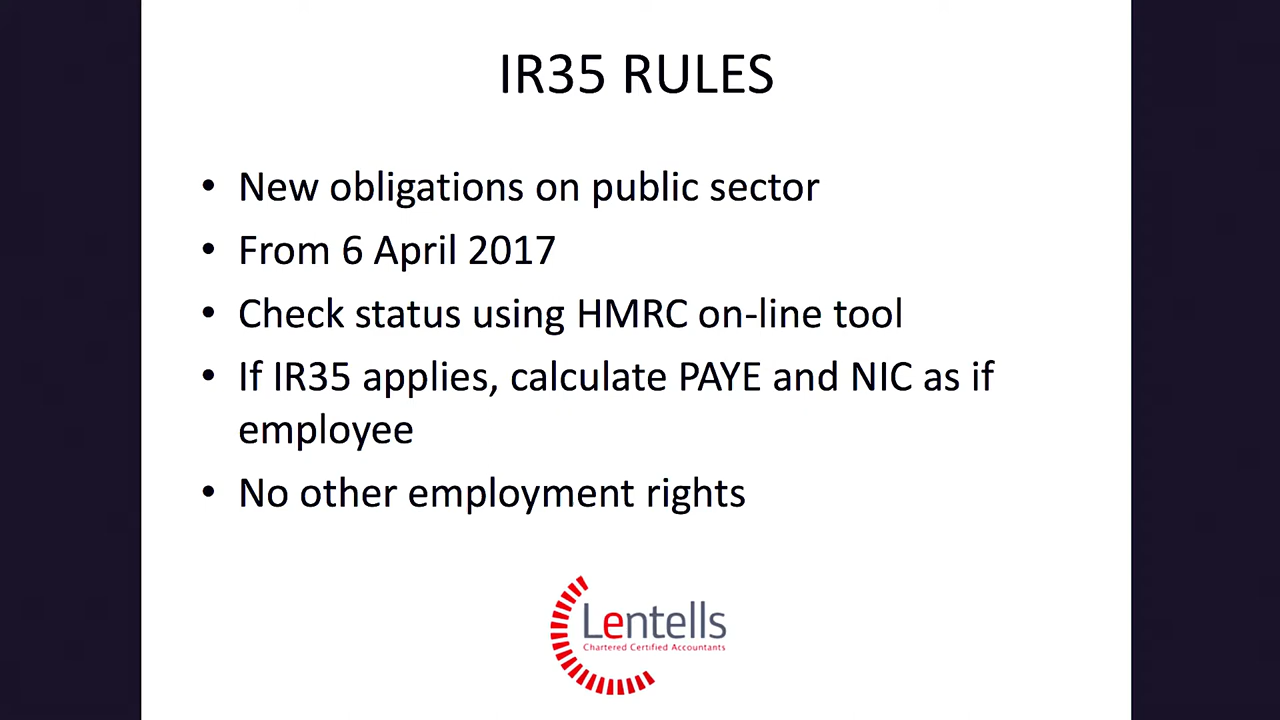 IR35 RULES
• New obligations on public sector
• From 6 April 2017
• Check status using HMRC on-line tool
• If IR35 applies, calculate PAYE and NIC as if
employee
• No other employment rights
Lentells
Chartered Certified Accountants